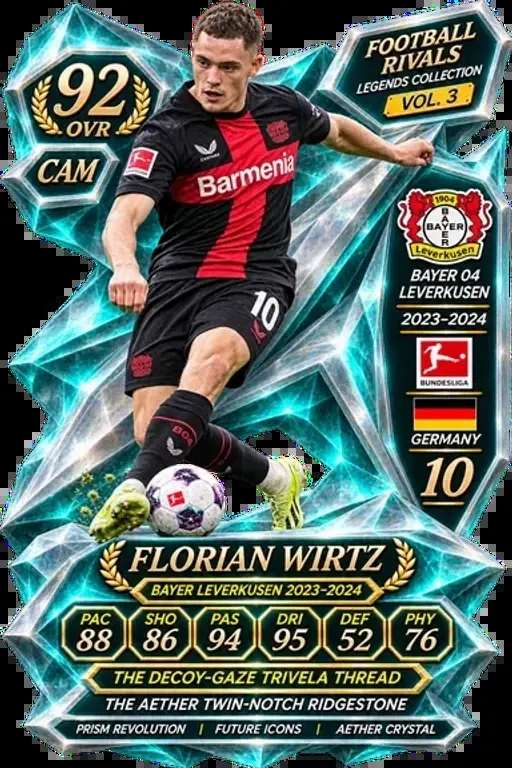 92
OVR
CAM
FOOTBALL
RIVALS
LEGENDS COLLECTION
VOL. 3
Barmenia
10
1904
BAYER
BAYER
Leverkusen
BAYER 04
LEVERKUSEN
2023–2024
BUNDESLIGA
GERMANY
10
FLORIAN WIRTZ
BAYER LEVERKUSEN 2023–2024
PAC SHO PAS DRI DEF PHY
88 86 94 95 52 76
THE DECOY-GAZE TRIVELA THREAD
THE AETHER TWIN-NOTCH RIDGESTONE
PRISM REVOLUTION | FUTURE ICONS | AETHER CRYSTAL